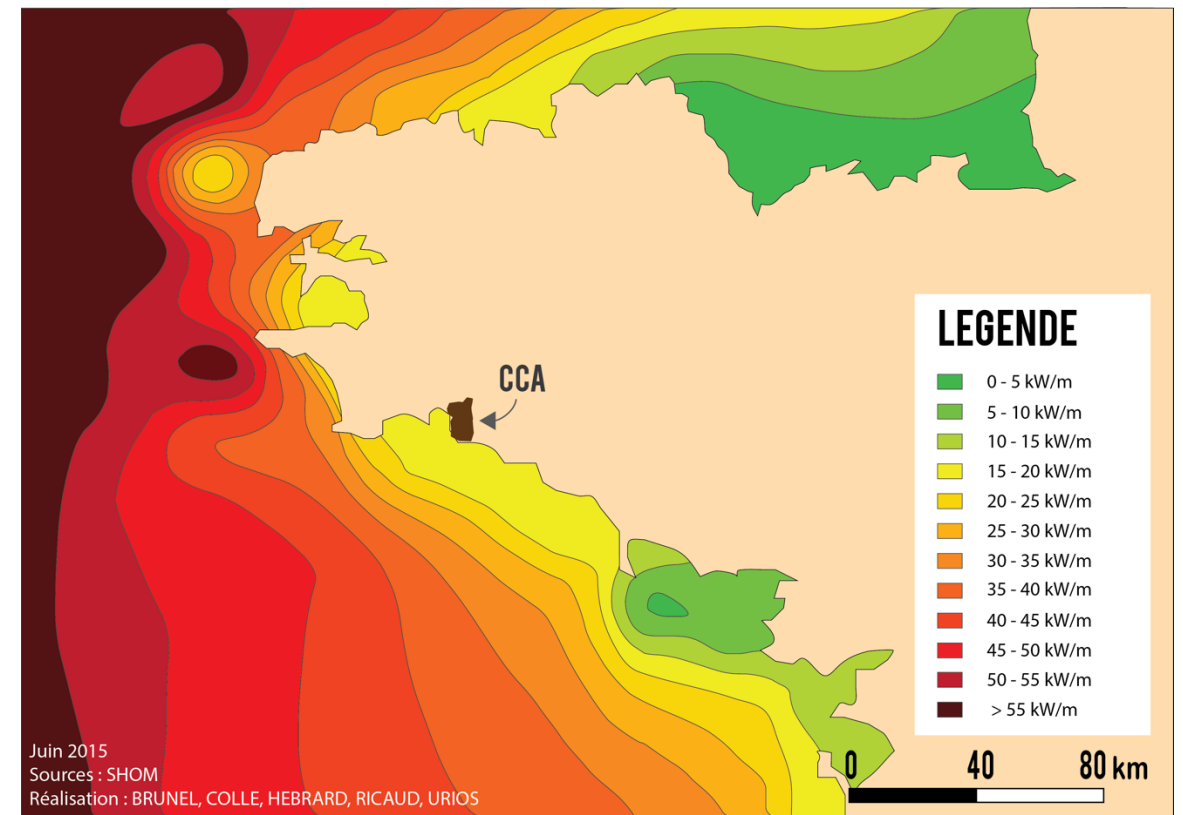 CCA
LEGENDE
0 - 5 kW/m
5 - 10 kW/m
10 - 15 kW/m
15 - 20 kW/m
20 - 25 kW/m
25 - 30 kW/m
30 - 35 kW/m
35 - 40 kW/m
40 - 45 kW/m
45 - 50 kW/m
50 - 55 kW/m
> 55 kW/m
0 40 80 km
Juin 2015
Sources : SHOM
Réalisation : BRUNEL, COLLE, HEBRARD, RICAUD, URIOS